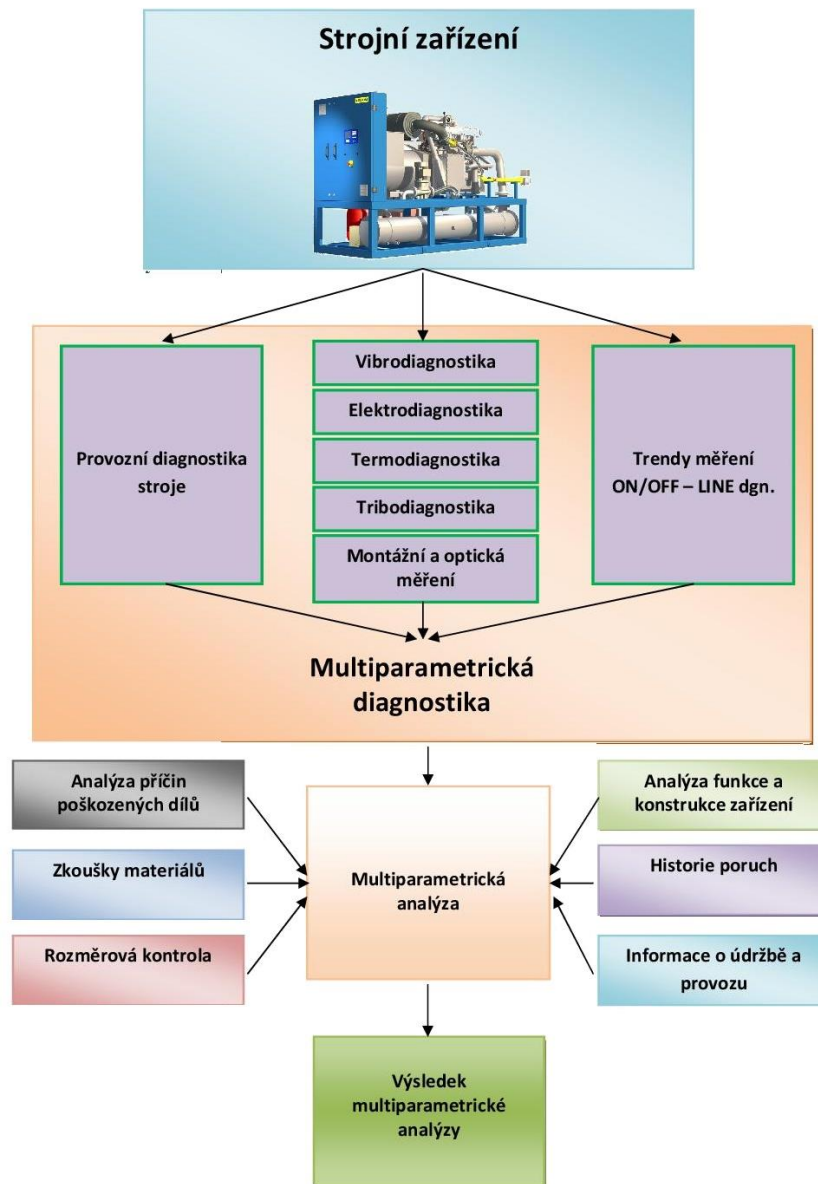 Strojní zařízení
Provozní diagnostika
stroje
Vibrodiagnostika
Elektrodiagnostika
Termodiagnostika
Tribodiagnostika
Montážní a optická
měření
Trendy měření
ON/OFF – LINE dgn.
Multiparametrická
diagnostika
Analýza příčin
poškozených dílů
Zkoušky materiálů
Rozměrová kontrola
Multiparametrická
analýza
Analýza funkce a
konstrukce zařízení
Historie poruch
Informace o údržbě a
provozu
Výsledek
multiparametrické
analýzy